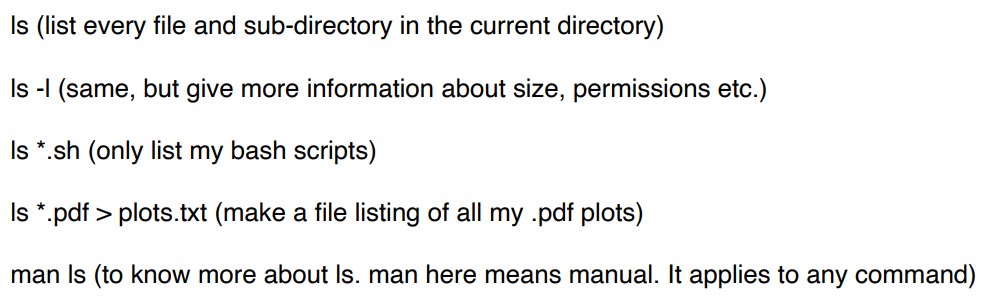 ls (list every file and sub-directory in the current directory)
ls -l (same, but give more information about size, permissions etc.)
ls *.sh (only list my bash scripts)
ls *.pdf > plots.txt (make a file listing of all my .pdf plots)
man ls (to know more about ls. man here means manual. It applies to any command)